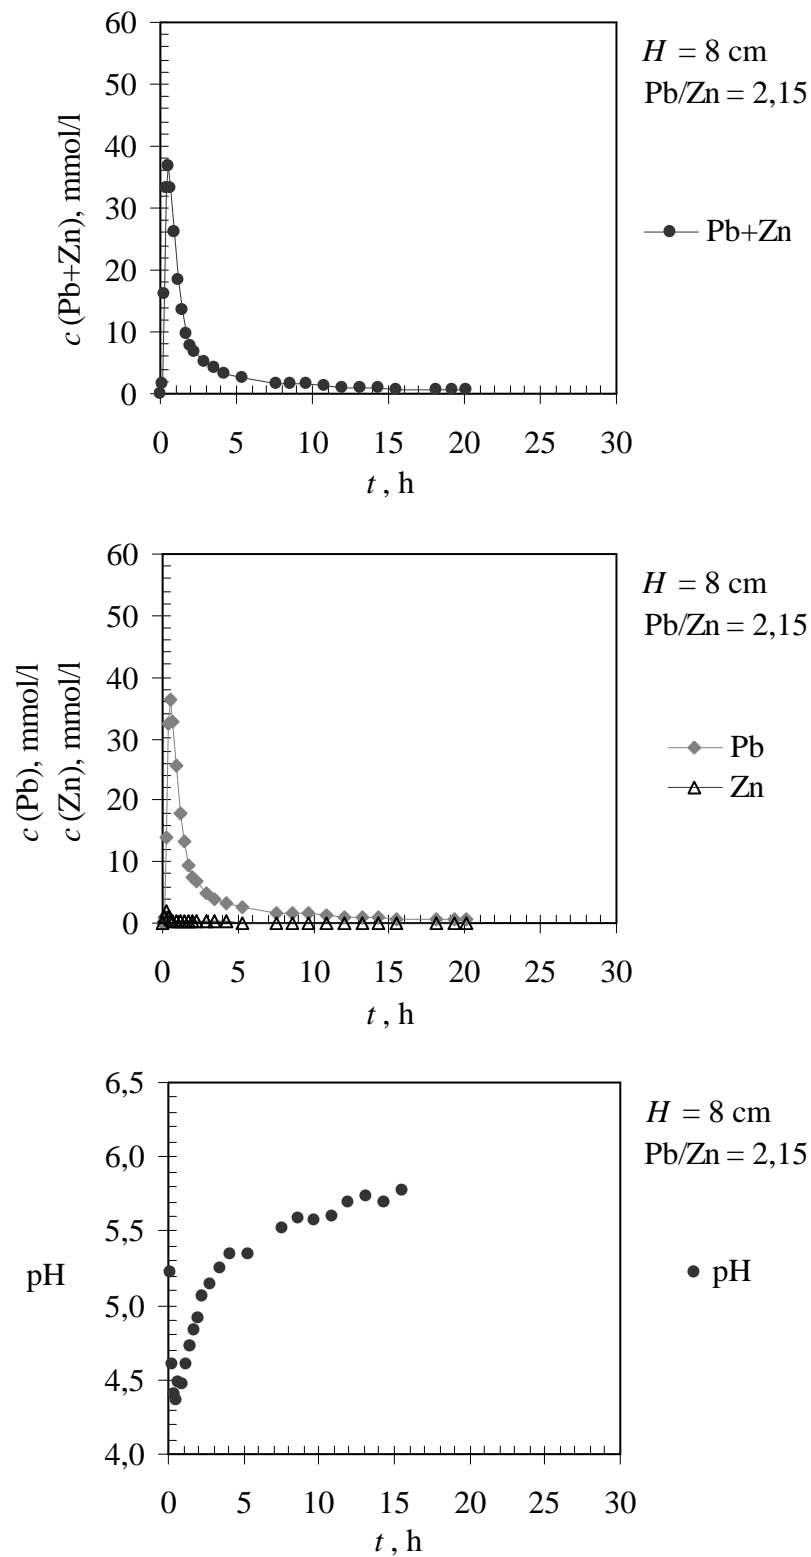 60
50
40
30
20
10
0
c (Pb+Zn), mmol/l
0 5 10 15 20 25 30
t , h
H = 8 cm
Pb/Zn = 2,15
Pb+Zn
60
50
40
30
20
10
0
c (Pb), mmol/l
c (Zn), mmol/l
0 5 10 15 20 25 30
t , h
H = 8 cm
Pb/Zn = 2,15
Pb
Zn
6,5
6,0
5,5
5,0
4,5
4,0
pH
0 5 10 15 20 25 30
t , h
H = 8 cm
Pb/Zn = 2,15
pH